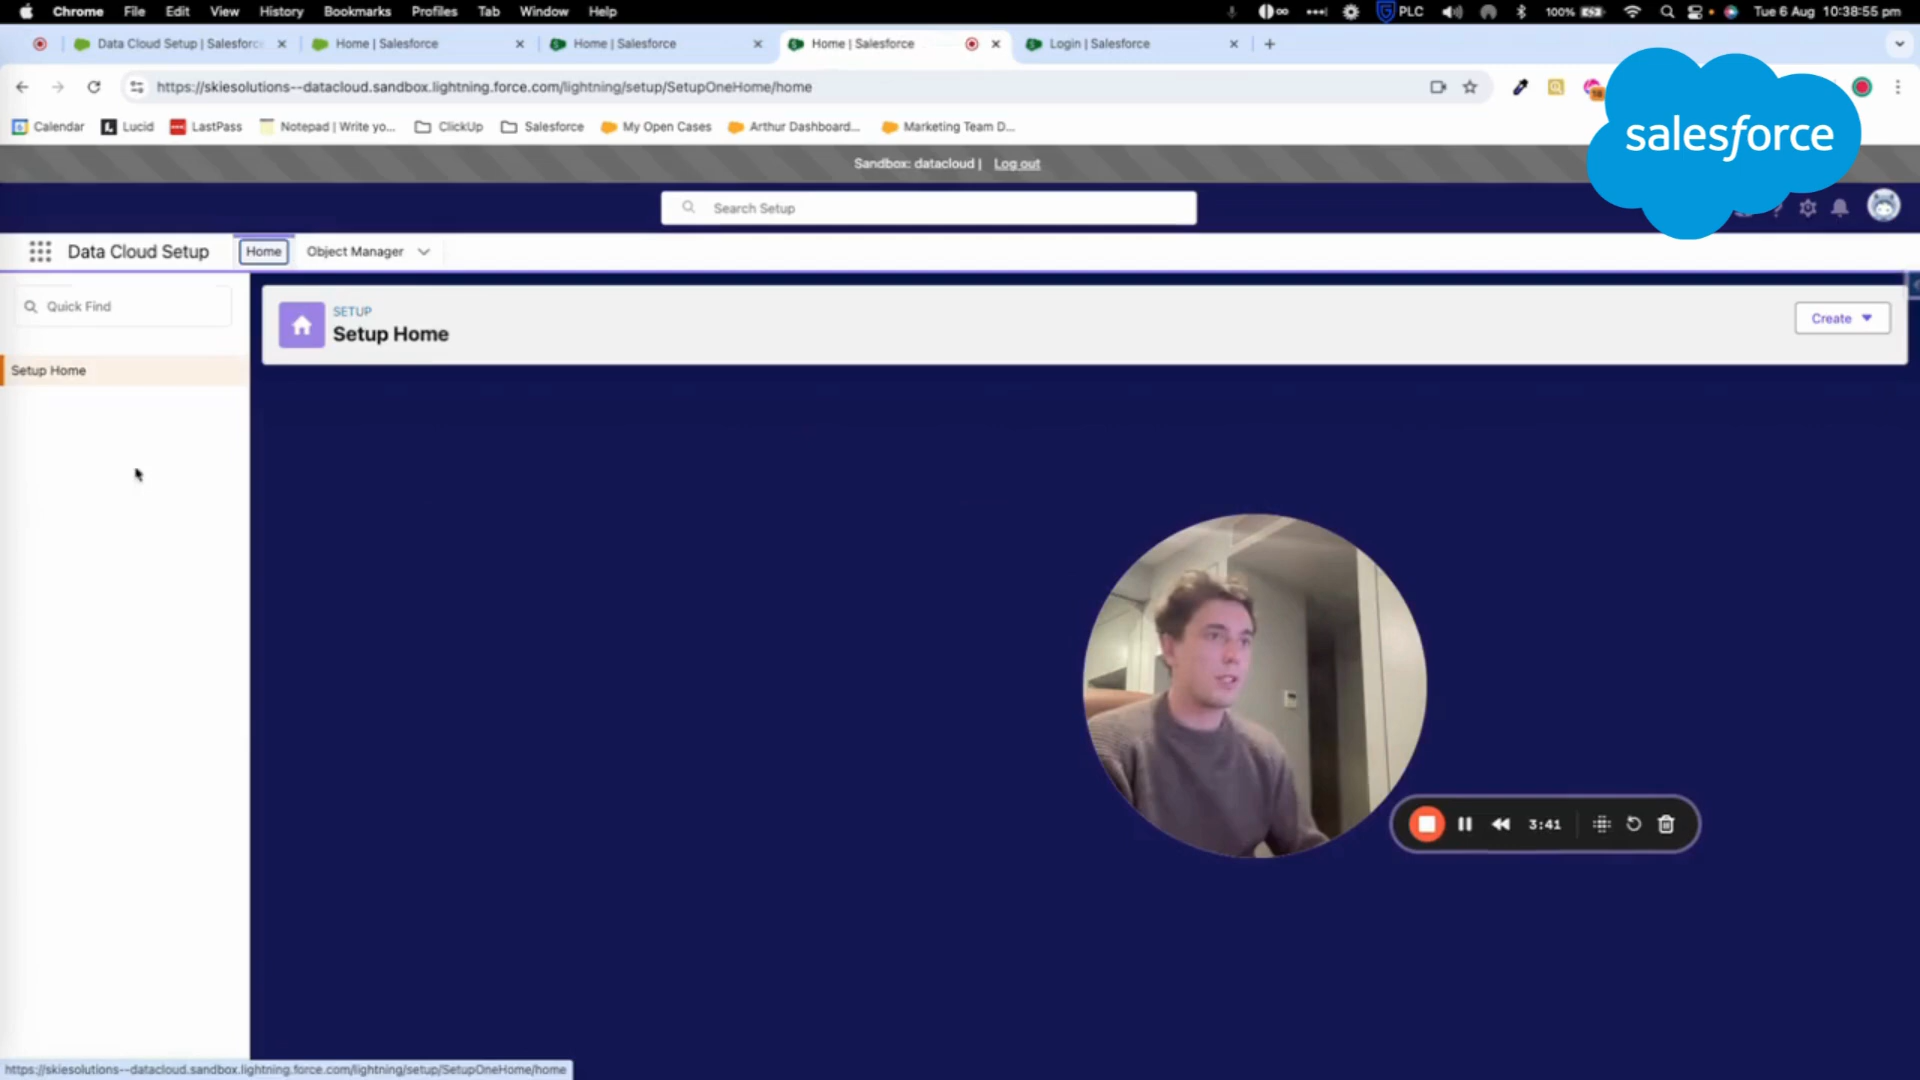 Chrome File Edit View History Bookmarks Profiles Tab Window Help PLC 100% Tue 6 Aug 10:38:55 pm
Data Cloud Setup | Salesforc Home | Salesforce Home | Salesforce Home | Salesforce Login | Salesforce
https://skiesolutions--datacloud.sandbox.lightning.force.com/lightning/setup/SetupOneHome/home
Calendar Lucid LastPass Notepad | Write yo... ClickUp Salesforce My Open Cases Arthur Dashboard... Marketing Team D...
salesforce
Sandbox: datacloud | Log out
Search Setup
Data Cloud Setup Home Object Manager
Quick Find
SETUP
Setup Home
Create
Setup Home
3:41
https://skiesolutions--datacloud.sandbox.lightning.force.com/lightning/setup/SetupOneHome/home